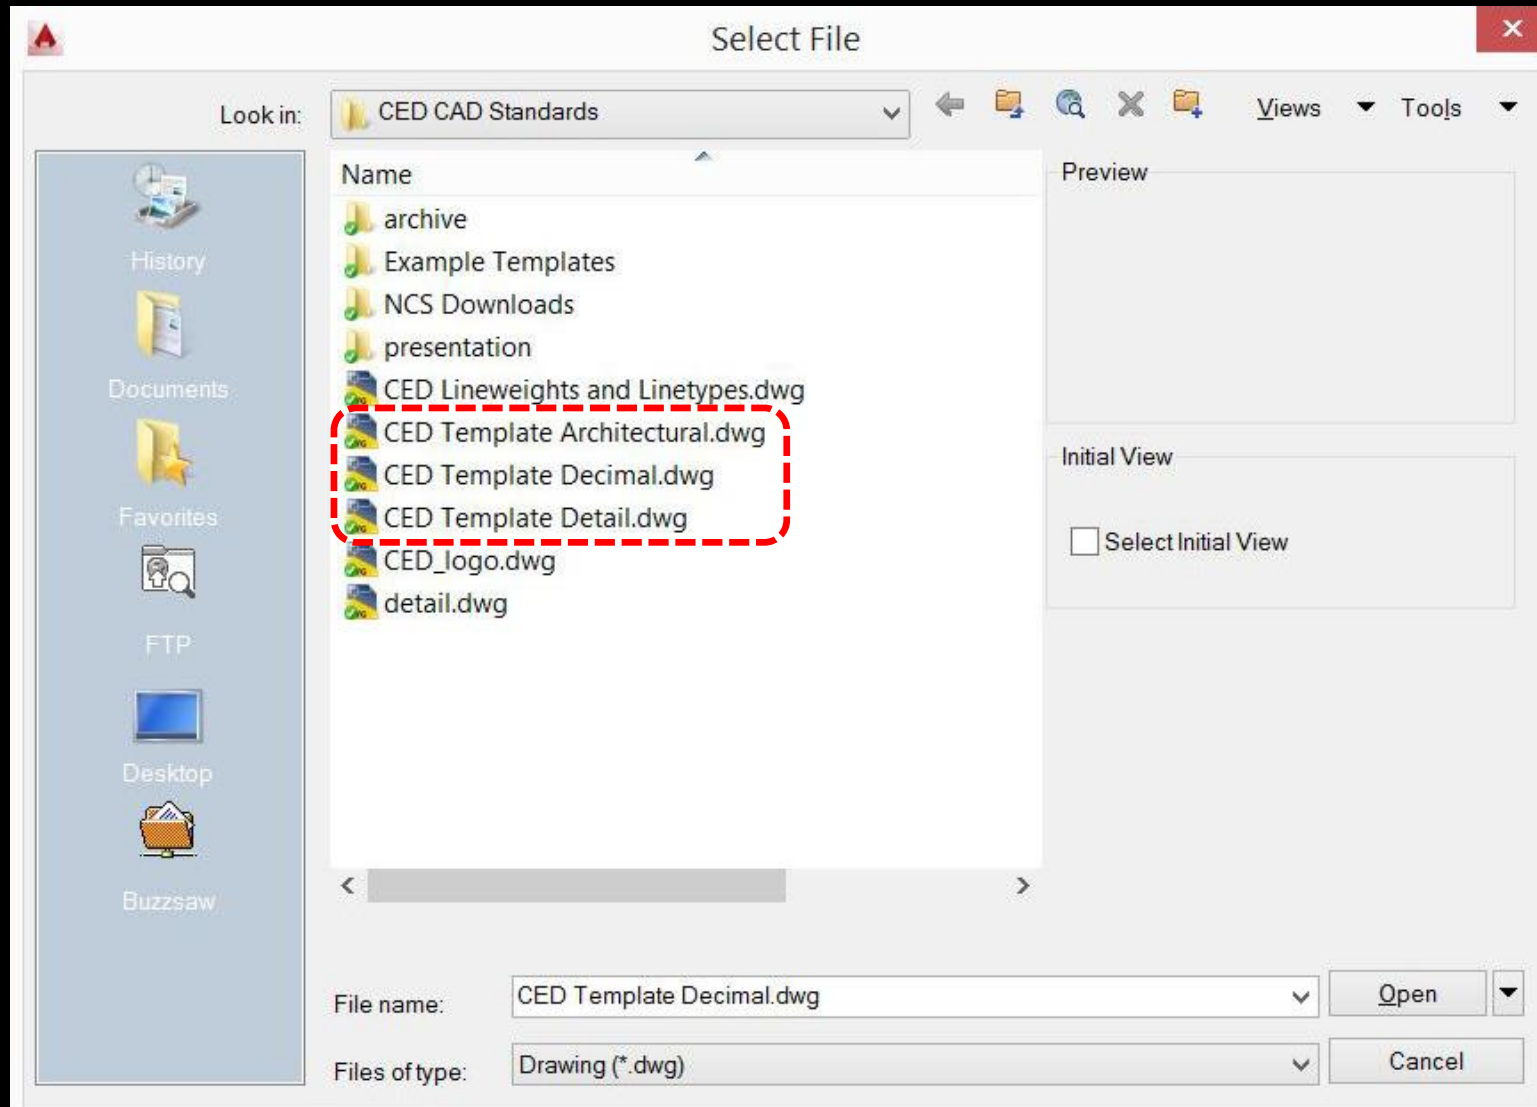 Select File
Look in:
CED CAD Standards
Views
Tools
History
Documents
Favorites
FTP
Desktop
Buzzsaw
Name
archive
Example Templates
NCS Downloads
presentation
CED Lineweights and Linetypes.dwg
CED Template Architectural.dwg
CED Template Decimal.dwg
CED Template Detail.dwg
CED_logo.dwg
detail.dwg
Preview
Initial View
Select Initial View
File name:
CED Template Decimal.dwg
Open
Files of type:
Drawing (*.dwg)
Cancel